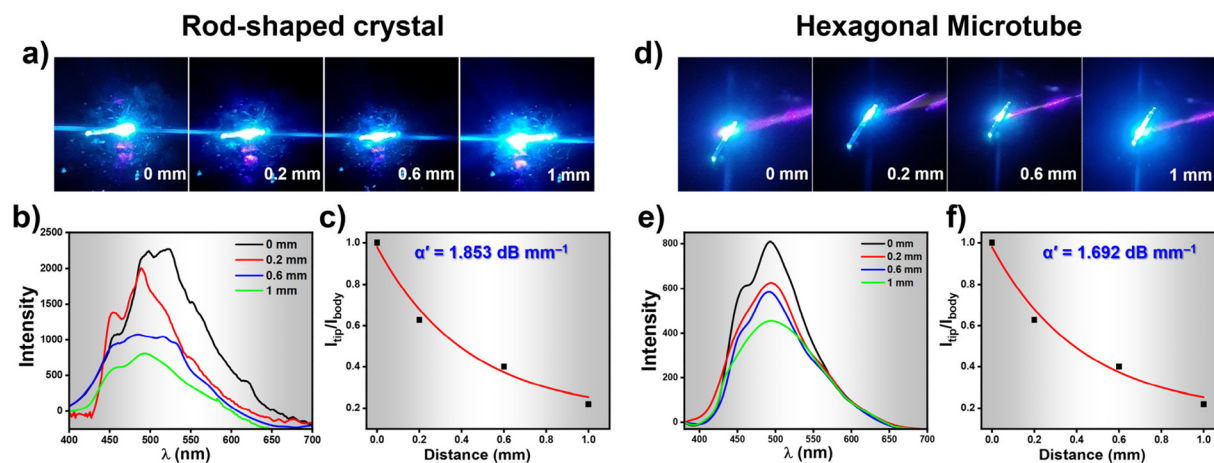 Rod-shaped crystal
Hexagonal Microtube
a)
0 mm
0.2 mm
0.6 mm
1 mm
d)
0 mm
0.2 mm
0.6 mm
1 mm
b)
2500
2000
1500
1000
500
0
400 450 500 550 600 650 700
Intensity
λ (nm)
0 mm
0.2 mm
0.6 mm
1 mm
c)
α′ = 1.853 dB mm⁻¹
1.0
0.8
0.6
0.4
0.2
0.0 0.2 0.4 0.6 0.8 1.0
Itip/Ibody
Distance (mm)
e)
800
600
400
200
0
400 450 500 550 600 650 700
Intensity
λ (nm)
0 mm
0.2 mm
0.6 mm
1 mm
f)
α′ = 1.692 dB mm⁻¹
1.0
0.8
0.6
0.4
0.2
0.0 0.2 0.4 0.6 0.8 1.0
Itip/Ibody
Distance (mm)